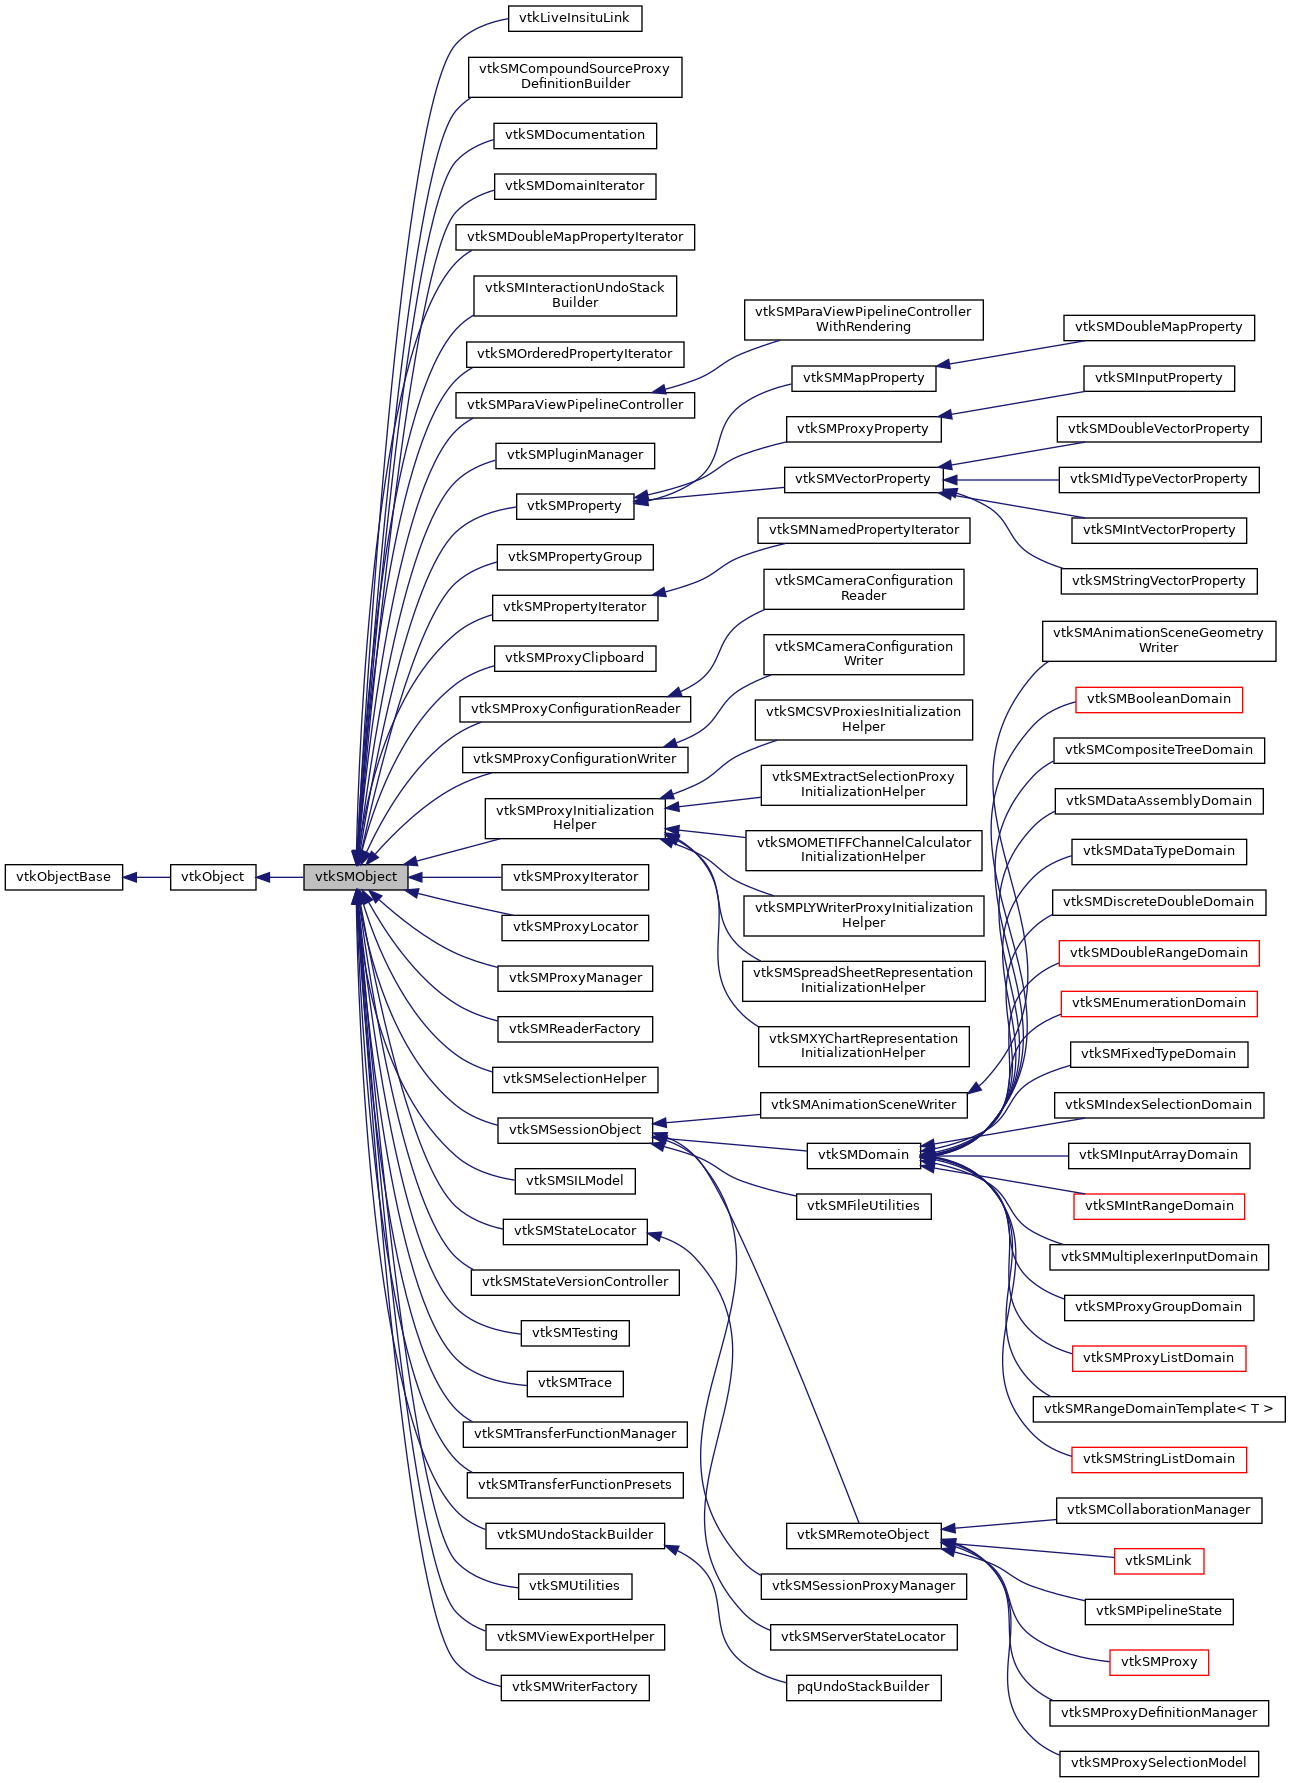 vtkObjectBase
vtkObject
vtkSMObject
vtkLiveInsituLink
vtkSMCompoundSourceProxy
DefinitionBuilder
vtkSMDocumentation
vtkSMDomainIterator
vtkSMDoubleMapPropertyIterator
vtkSMInteractionUndoStack
Builder
vtkSMOrderedPropertyIterator
vtkSMParaViewPipelineController
vtkSMPluginManager
vtkSMProperty
vtkSMPropertyGroup
vtkSMPropertyIterator
vtkSMProxyClipboard
vtkSMProxyConfigurationReader
vtkSMProxyConfigurationWriter
vtkSMProxyInitialization
Helper
vtkSMProxyIterator
vtkSMProxyLocator
vtkSMProxyManager
vtkSMReaderFactory
vtkSMSelectionHelper
vtkSMSessionObject
vtkSMSILModel
vtkSMStateLocator
vtkSMStateVersionController
vtkSMTesting
vtkSMTrace
vtkSMTransferFunctionManager
vtkSMTransferFunctionPresets
vtkSMUndoStackBuilder
vtkSMUtilities
vtkSMViewExportHelper
vtkSMWriterFactory
vtkSMParaViewPipelineController
WithRendering
vtkSMMapProperty
vtkSMProxyProperty
vtkSMVectorProperty
vtkSMNamedPropertyIterator
vtkSMCameraConfiguration
Reader
vtkSMCameraConfiguration
Writer
vtkSMCSVProxiesInitialization
Helper
vtkSMExtractSelectionProxy
InitializationHelper
vtkSMOMETIFFChannelCalculator
InitializationHelper
vtkSMPLYWriterProxyInitialization
Helper
vtkSMSpreadSheetRepresentation
InitializationHelper
vtkSMXYChartRepresentation
InitializationHelper
vtkSMAnimationSceneWriter
vtkSMDomain
vtkSMFileUtilities
vtkSMRemoteObject
vtkSMSessionProxyManager
vtkSMServerStateLocator
pqUndoStackBuilder
vtkSMDoubleMapProperty
vtkSMInputProperty
vtkSMDoubleVectorProperty
vtkSMIdTypeVectorProperty
vtkSMIntVectorProperty
vtkSMStringVectorProperty
vtkSMAnimationSceneGeometry
Writer
vtkSMBooleanDomain
vtkSMCompositeTreeDomain
vtkSMDataAssemblyDomain
vtkSMDataTypeDomain
vtkSMDiscreteDoubleDomain
vtkSMDoubleRangeDomain
vtkSMEnumerationDomain
vtkSMFixedTypeDomain
vtkSMIndexSelectionDomain
vtkSMInputArrayDomain
vtkSMIntRangeDomain
vtkSMMultiplexerInputDomain
vtkSMProxyGroupDomain
vtkSMProxyListDomain
vtkSMRangeDomainTemplate< T >
vtkSMStringListDomain
vtkSMCollaborationManager
vtkSMLink
vtkSMPipelineState
vtkSMProxy
vtkSMProxyDefinitionManager
vtkSMProxySelectionModel